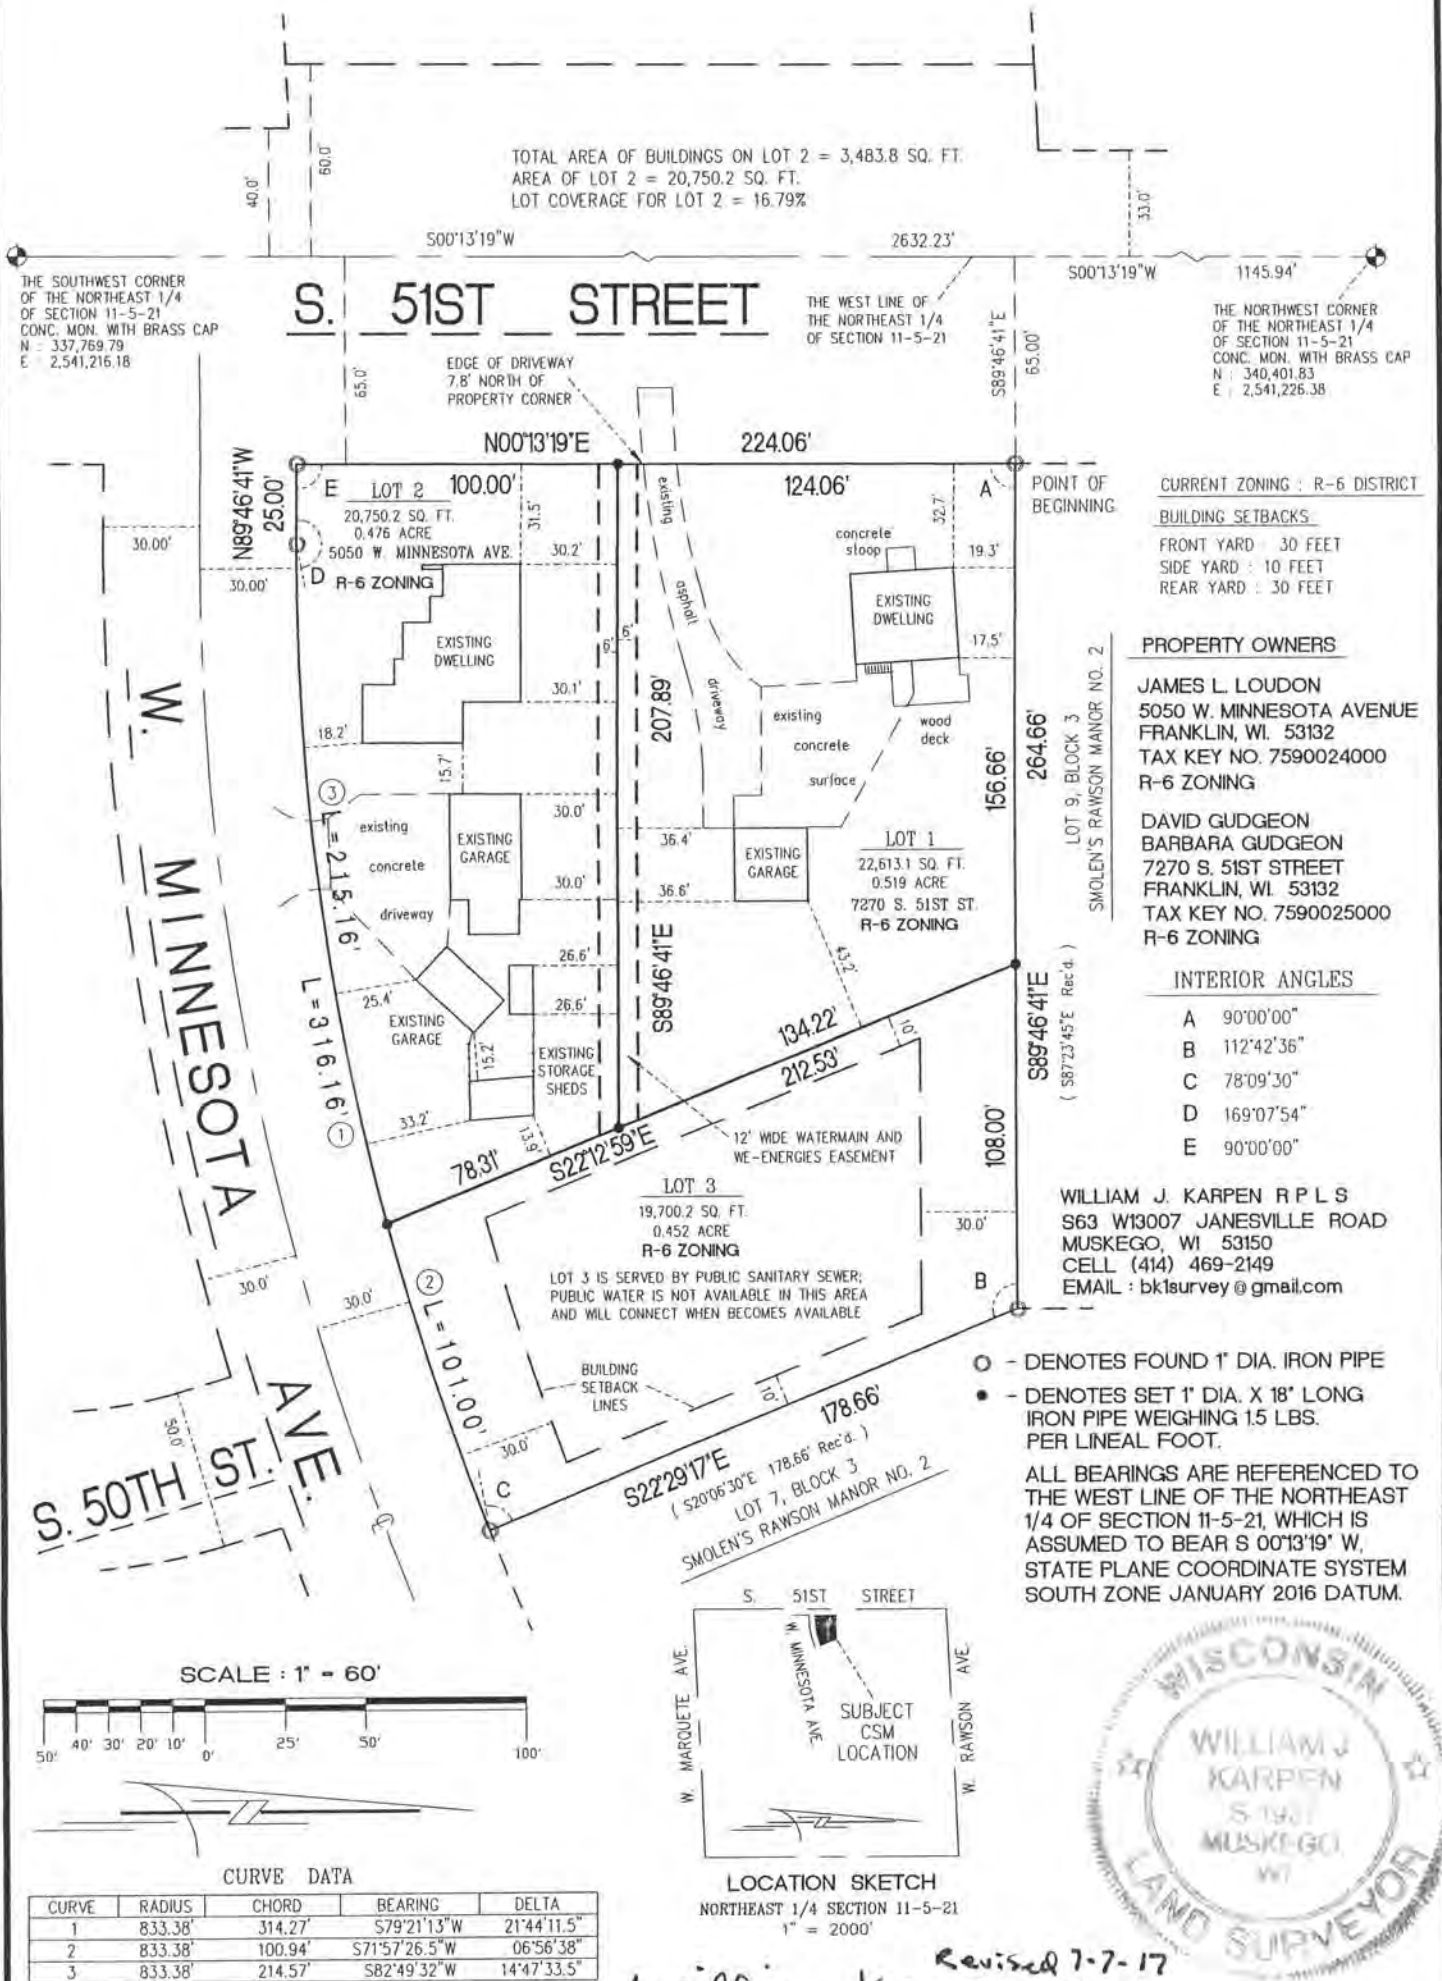 TOTAL AREA OF BUILDINGS ON LOT 2 = 3,483.8 SQ. FT.
AREA OF LOT 2 = 20,750.2 SQ. FT.
LOT COVERAGE FOR LOT 2 = 16.79%
40.0'
60.0'
33.0'
S00°13'19"W
2632.23'
S00°13'19"W
1145.94'
THE SOUTHWEST CORNER
OF THE NORTHEAST 1/4
OF SECTION 11-5-21
CONC. MON. WITH BRASS CAP
N : 337,769.79
E : 2,541,216.18
S. 51ST STREET
THE WEST LINE OF
THE NORTHEAST 1/4
OF SECTION 11-5-21
THE NORTHWEST CORNER
OF THE NORTHEAST 1/4
OF SECTION 11-5-21
CONC. MON. WITH BRASS CAP
N : 340,401.83
E : 2,541,226.38
65.0'
EDGE OF DRIVEWAY
7.8' NORTH OF
PROPERTY CORNER
S89°46'41"E
65.00'
N00°13'19"E
224.06'
N89°46'41"W
25.00'
E
LOT 2
100.00'
20,750.2 SQ. FT.
0.476 ACRE
5050 W. MINNESOTA AVE.
R-6 ZONING
D
31.5'
30.2'
existing
asphalt
driveway
124.06'
A
32.7'
19.3'
concrete
stoop
EXISTING
DWELLING
17.5'
POINT OF
BEGINNING
CURRENT ZONING : R-6 DISTRICT
BUILDING SETBACKS
FRONT YARD : 30 FEET
SIDE YARD : 10 FEET
REAR YARD : 30 FEET
30.00'
30.00'
EXISTING
DWELLING
6'
6'
30.1'
207.89'
S89°46'41"E
existing
concrete
surface
wood
deck
156.66'
264.66'
LOT 9, BLOCK 3
SMOLEN'S RAWSON MANOR NO. 2
PROPERTY OWNERS
JAMES L. LOUDON
5050 W. MINNESOTA AVENUE
FRANKLIN, WI. 53132
TAX KEY NO. 7590024000
R-6 ZONING
DAVID GUDGEON
BARBARA GUDGEON
7270 S. 51ST STREET
FRANKLIN, WI. 53132
TAX KEY NO. 7590025000
R-6 ZONING
W. MINNESOTA AVE.
18.2'
15.7'
3
L=215.16'
existing
concrete
driveway
EXISTING
GARAGE
30.0'
30.0'
36.4'
36.6'
EXISTING
GARAGE
LOT 1
22,613.1 SQ. FT.
0.519 ACRE
7270 S. 51ST ST.
R-6 ZONING
43.2'
L=316.16'
1
25.4'
EXISTING
GARAGE
26.6'
26.6'
15.2'
EXISTING
STORAGE
SHEDS
33.2'
13.9'
134.22'
212.53'
10'
S89°46'41"E
( S87°23'45"E Rec'd. )
INTERIOR ANGLES
A 90°00'00"
B 112°42'36"
C 78°09'30"
D 169°07'54"
E 90°00'00"
78.31'
S22°12'59"E
12' WIDE WATERMAIN AND
WE-ENERGIES EASEMENT
108.00'
LOT 3
19,700.2 SQ. FT.
0.452 ACRE
R-6 ZONING
30.0'
LOT 3 IS SERVED BY PUBLIC SANITARY SEWER;
PUBLIC WATER IS NOT AVAILABLE IN THIS AREA
AND WILL CONNECT WHEN BECOMES AVAILABLE
B
WILLIAM J. KARPEN R P L S
S63 W13007 JANESVILLE ROAD
MUSKEGO, WI 53150
CELL (414) 469-2149
EMAIL : bk1survey@gmail.com
30.0'
30.0'
2
L=101.00'
BUILDING
SETBACK
LINES
10'
30.0'
C
178.66'
S22°29'17"E
( S20°06'30"E 178.66' Rec'd. )
LOT 7, BLOCK 3
SMOLEN'S RAWSON MANOR NO. 2
50.0'
S. 50TH ST.
- DENOTES FOUND 1" DIA. IRON PIPE
- DENOTES SET 1" DIA. X 18" LONG
IRON PIPE WEIGHING 1.5 LBS.
PER LINEAL FOOT.
ALL BEARINGS ARE REFERENCED TO
THE WEST LINE OF THE NORTHEAST
1/4 OF SECTION 11-5-21, WHICH IS
ASSUMED TO BEAR S 00°13'19" W,
STATE PLANE COORDINATE SYSTEM
SOUTH ZONE JANUARY 2016 DATUM.
SCALE : 1" = 60'
50' 40' 30' 20' 10' 0' 25' 50' 100'
S. 51ST STREET
W. MARQUETE AVE.
W. MINNESOTA AVE.
W. RAWSON AVE.
SUBJECT
CSM
LOCATION
LOCATION SKETCH
NORTHEAST 1/4 SECTION 11-5-21
1" = 2000'
WISCONSIN
WILLIAM J
KARPEN
MUSKEGO
WI
LAND SURVEYOR
CURVE DATA
CURVE RADIUS CHORD BEARING DELTA
1 833.38' 314.27' S79°21'13"W 21°44'11.5"
2 833.38' 100.94' S71°57'26.5"W 06°56'38"
3 833.38' 214.57' S82°49'32"W 14°47'33.5"
Revised 7-7-17